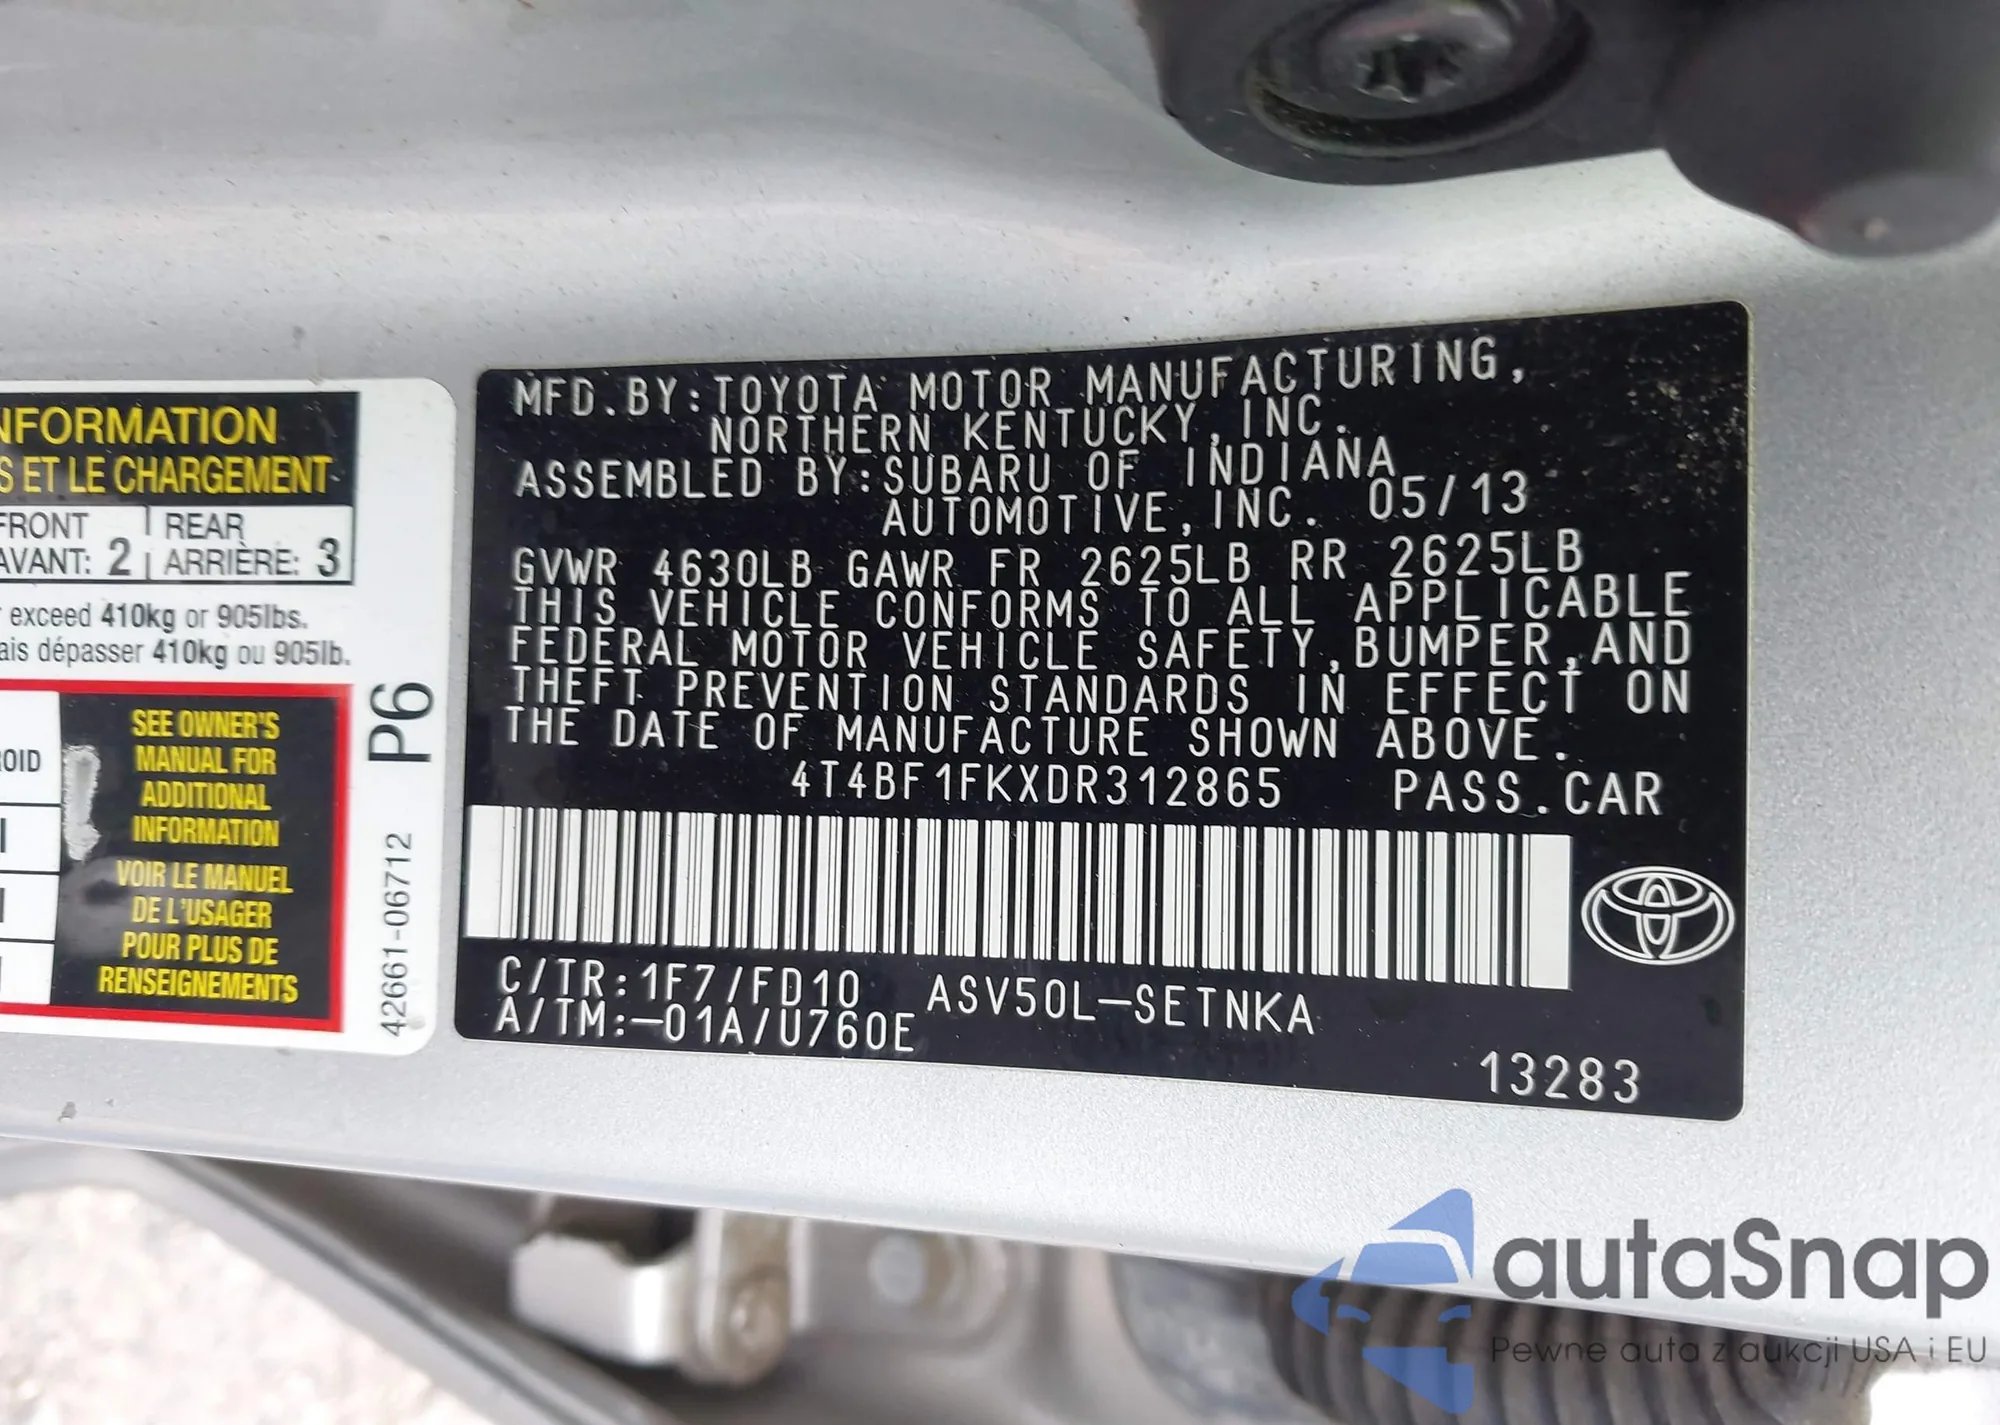 NFORMATION
S ET LE CHARGEMENT
FRONT REAR
AVANT: 2 ARRIÈRE: 3
exceed 410kg or 905lbs.
ais dépasser 410kg ou 905lb.
SEE OWNER'S
MANUAL FOR
ADDITIONAL
INFORMATION
VOIR LE MANUEL
DE L'USAGER
POUR PLUS DE
RENSEIGNEMENTS
OID
P6
42661-06712
MFD.BY:TOYOTA MOTOR MANUFACTURING,
NORTHERN KENTUCKY,INC.
ASSEMBLED BY:SUBARU OF INDIANA
AUTOMOTIVE,INC. 05/13
GVWR 4630LB GAWR FR 2625LB RR 2625LB
THIS VEHICLE CONFORMS TO ALL APPLICABLE
FEDERAL MOTOR VEHICLE SAFETY,BUMPER,AND
THEFT PREVENTION STANDARDS IN EFFECT ON
THE DATE OF MANUFACTURE SHOWN ABOVE.
4T4BF1FKXDR312865 PASS.CAR
C/TR:1F7/FD10 ASV50L-SETNKA
A/TM:-01A/U760E
13283
autaSnap
Pewne auta z aukcji USA i EU